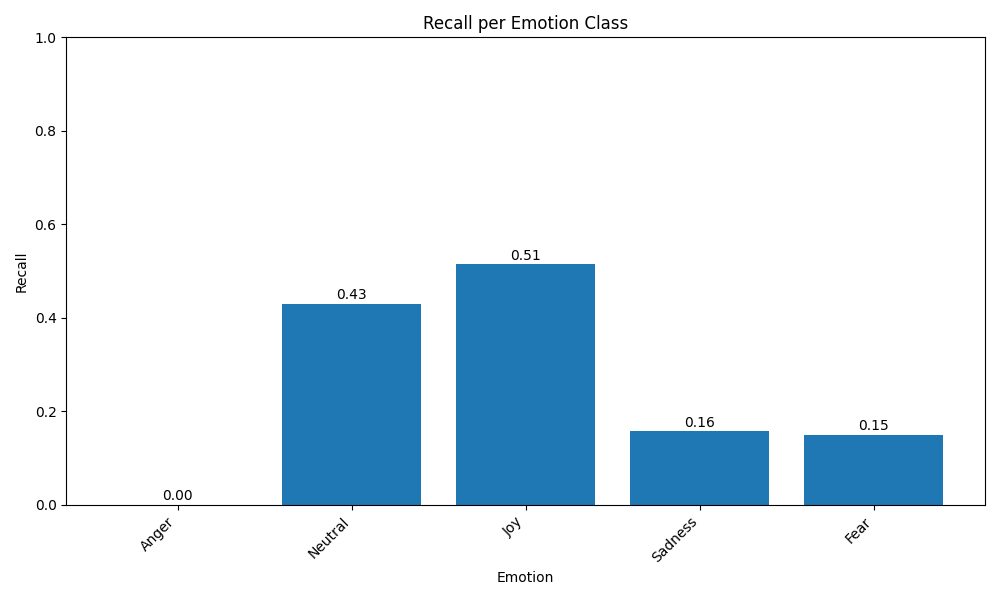 Recall per Emotion Class
1.0
0.8
0.6
0.4
0.2
0.0
Recall
0.00
0.43
0.51
0.16
0.15
Anger
Neutral
Joy
Sadness
Fear
Emotion